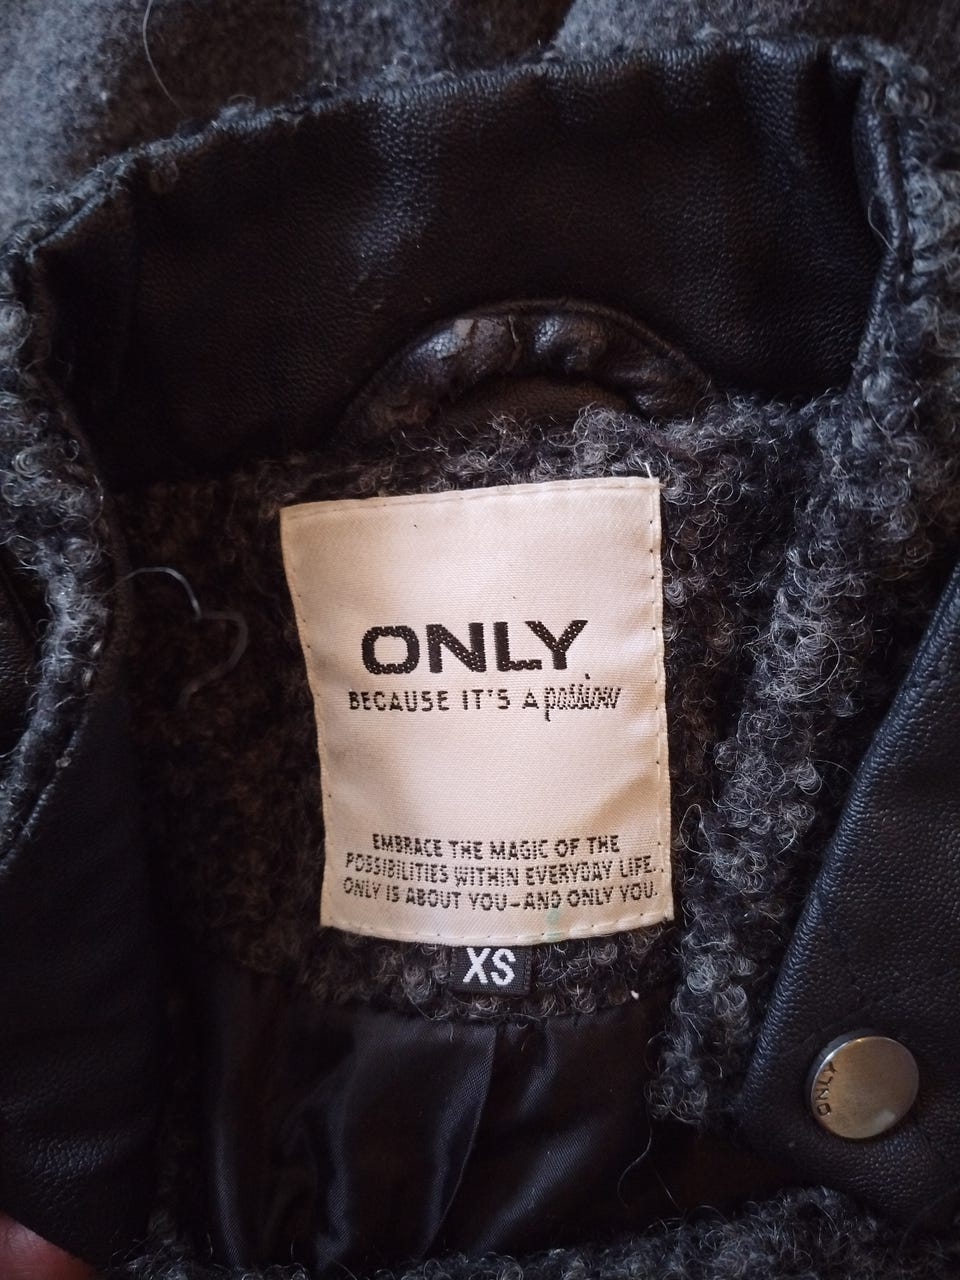 ONLY
BECAUSE IT'S A passion
EMBRACE THE MAGIC OF THE
POSSIBILITIES WITHIN EVERYDAY LIFE.
ONLY IS ABOUT YOU–AND ONLY YOU.
XS
ONLY